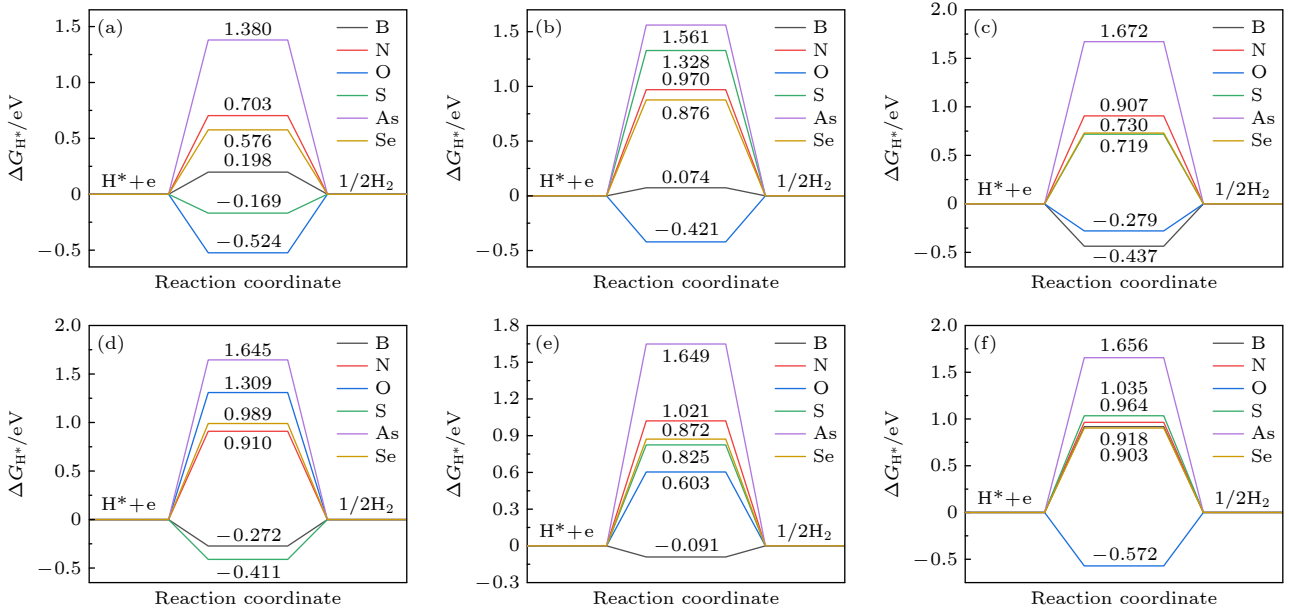 (a)
1.5
1.0
0.5
0
−0.5
ΔG_H*/eV
1.380
0.703
0.576
0.198
−0.169
−0.524
H*+e
1/2H₂
B
N
O
S
As
Se
Reaction coordinate
(b)
1.5
1.0
0.5
0
−0.5
ΔG_H*/eV
1.561
1.328
0.970
0.876
0.074
−0.421
H*+e
1/2H₂
B
N
O
S
As
Se
Reaction coordinate
(c)
2.0
1.5
1.0
0.5
0
−0.5
ΔG_H*/eV
1.672
0.907
0.730
0.719
−0.279
−0.437
H*+e
1/2H₂
B
N
O
S
As
Se
Reaction coordinate
(d)
2.0
1.5
1.0
0.5
0
−0.5
ΔG_H*/eV
1.645
1.309
0.989
0.910
−0.272
−0.411
H*+e
1/2H₂
B
N
O
S
As
Se
Reaction coordinate
(e)
1.8
1.5
1.2
0.9
0.6
0.3
0
−0.3
ΔG_H*/eV
1.649
1.021
0.872
0.825
0.603
−0.091
H*+e
1/2H₂
B
N
O
S
As
Se
Reaction coordinate
(f)
2.0
1.5
1.0
0.5
0
−0.5
ΔG_H*/eV
1.656
1.035
0.964
0.918
0.903
−0.572
H*+e
1/2H₂
B
N
O
S
As
Se
Reaction coordinate